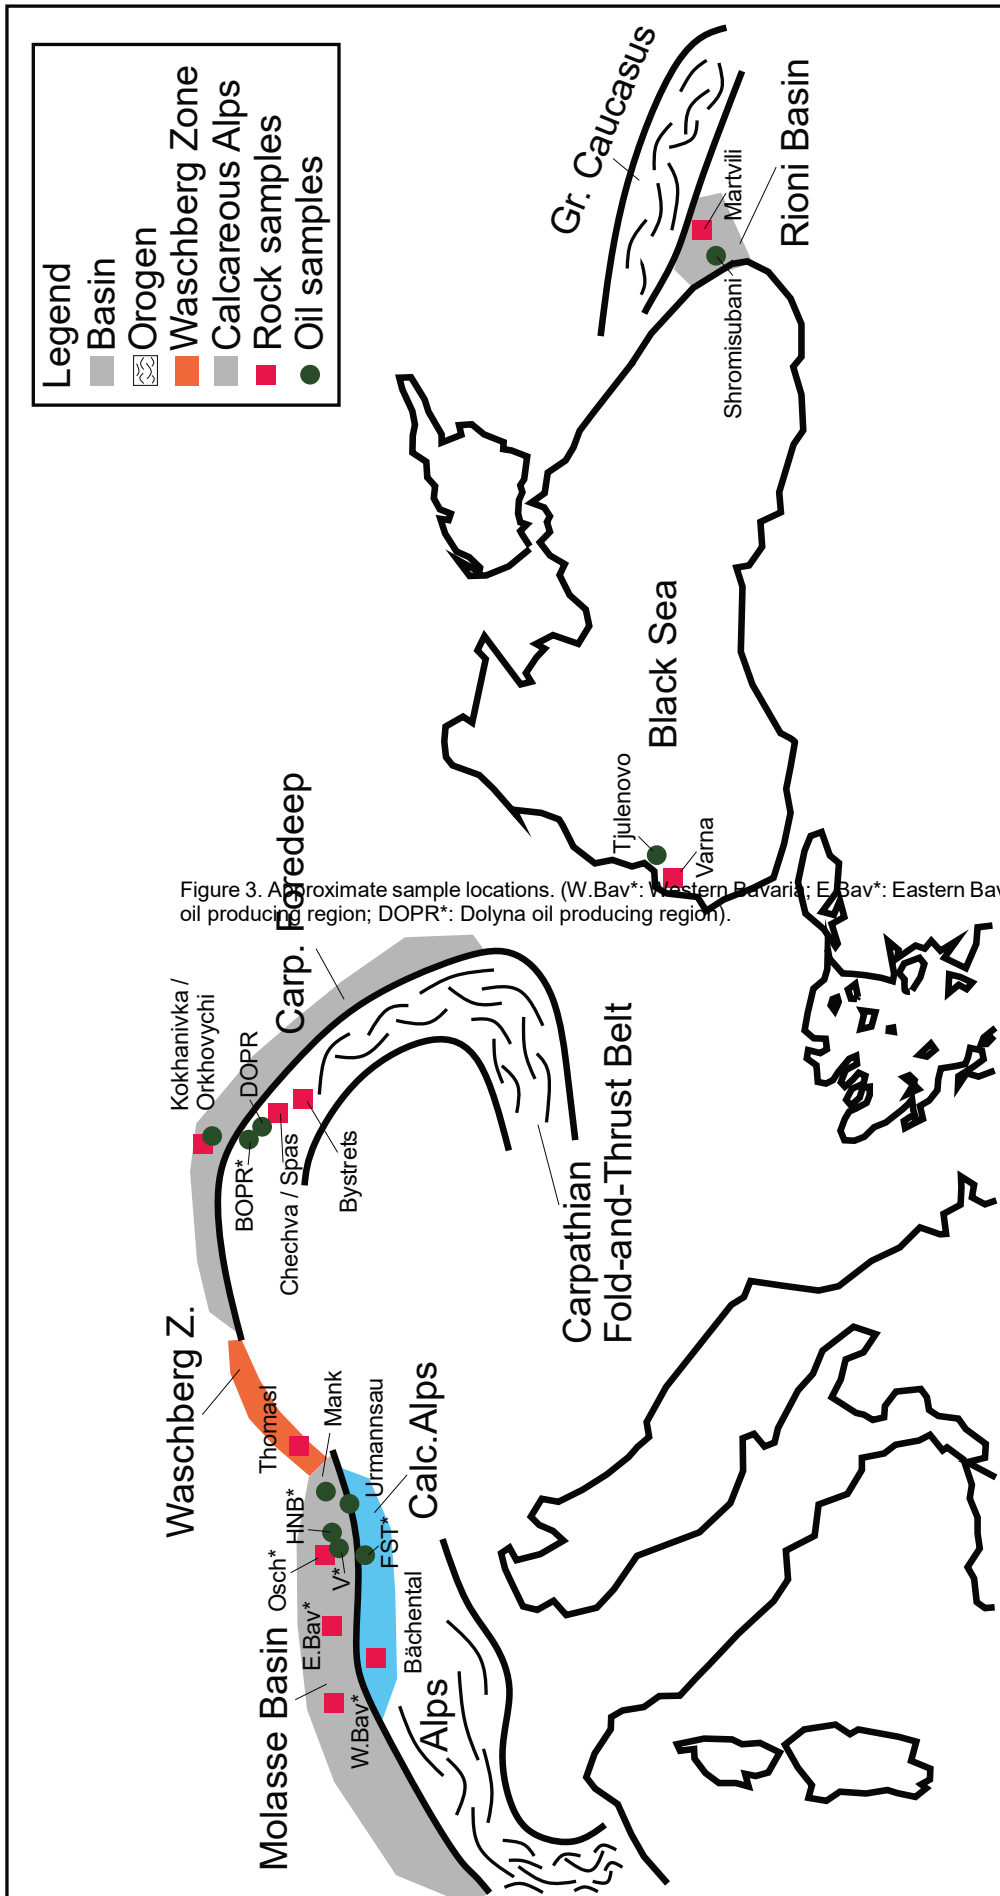 Legend
Basin
Orogen
Waschberg Zone
Calcareous Alps
Rock samples
Oil samples
Gr. Caucasus
Rioni Basin
Martvili
Shromisubani
Black Sea
Tjulenovo
Varna
Figure 3. Approximate sample locations. (W.Bav*: Western Bavaria; E.Bav*: Eastern Bav
oil producing region; DOPR*: Dolyna oil producing region).
Carp. Foredeep
Kokhanivka /
Orkhovychi
DOPR
BOPR*
Chechva / Spas
Bystrets
Carpathian
Fold-and-Thrust Belt
Waschberg Z.
Thomasl
Mank
Urmannsau
Calc.Alps
HNB*
Osch*
V*
FST*
Molasse Basin
E.Bav*
W.Bav*
Bächental
Alps